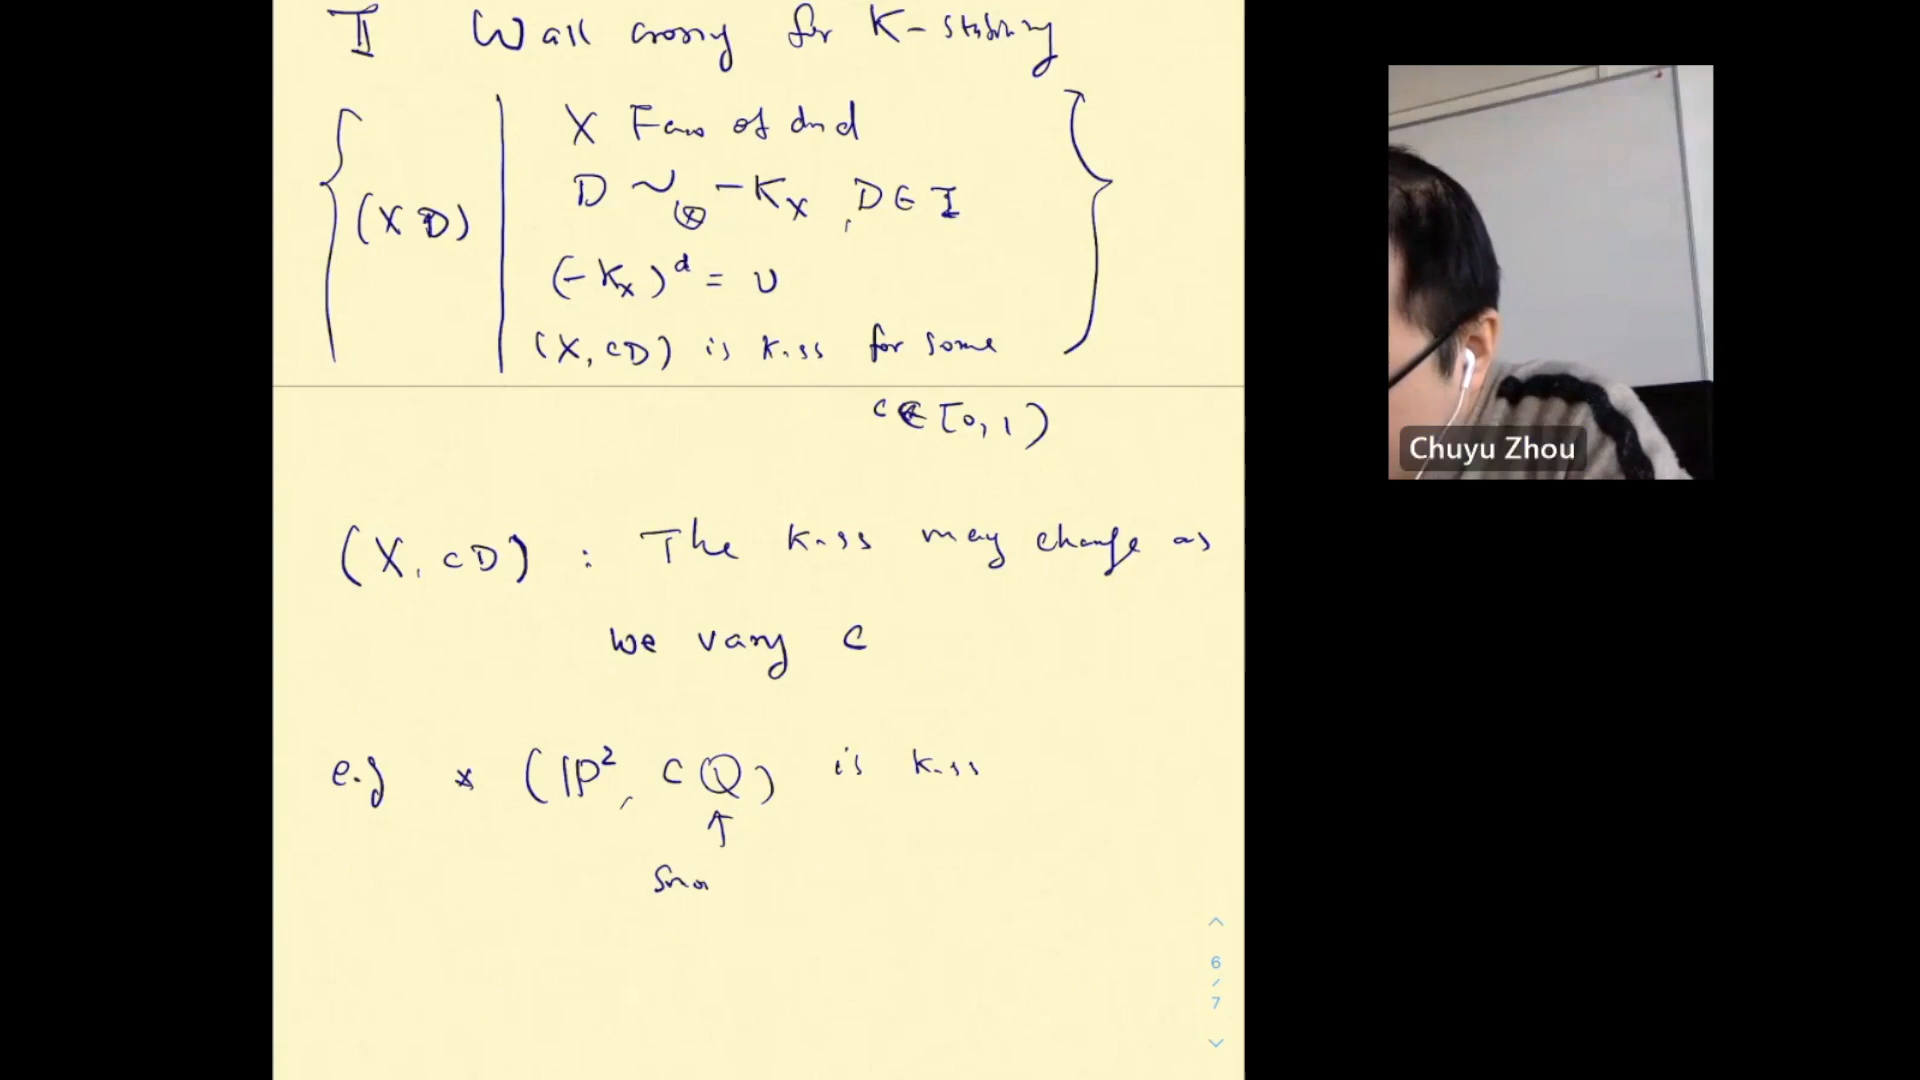 II Wall crossing for K-stability
X Fano of dim d
D ~ℚ -K_X, D ∈ I
(X D)
(-K_X)^d = v
(X, cD) is K.ss for some
c ∈ [0, 1)
(X, cD) : The K-ss may change as
we vary c
e.g * (ℙ², cQ) is K-ss
↑
Smo
Chuyu Zhou
6
/
7